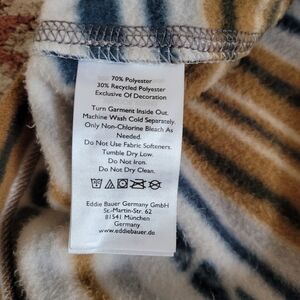 70% Polyester
30% Recycled Polyester
Exclusive Of Decoration
Turn Garment Inside Out.
Machine Wash Cold Separately.
Only Non-Chlorine Bleach As
Needed.
Do Not Use Fabric Softeners.
Tumble Dry Low.
Do Not Iron.
Do Not Dry Clean.
Eddie Bauer Germany GmbH
St.-Martin-Str. 62
81541 München
Germany
www.eddiebauer.de